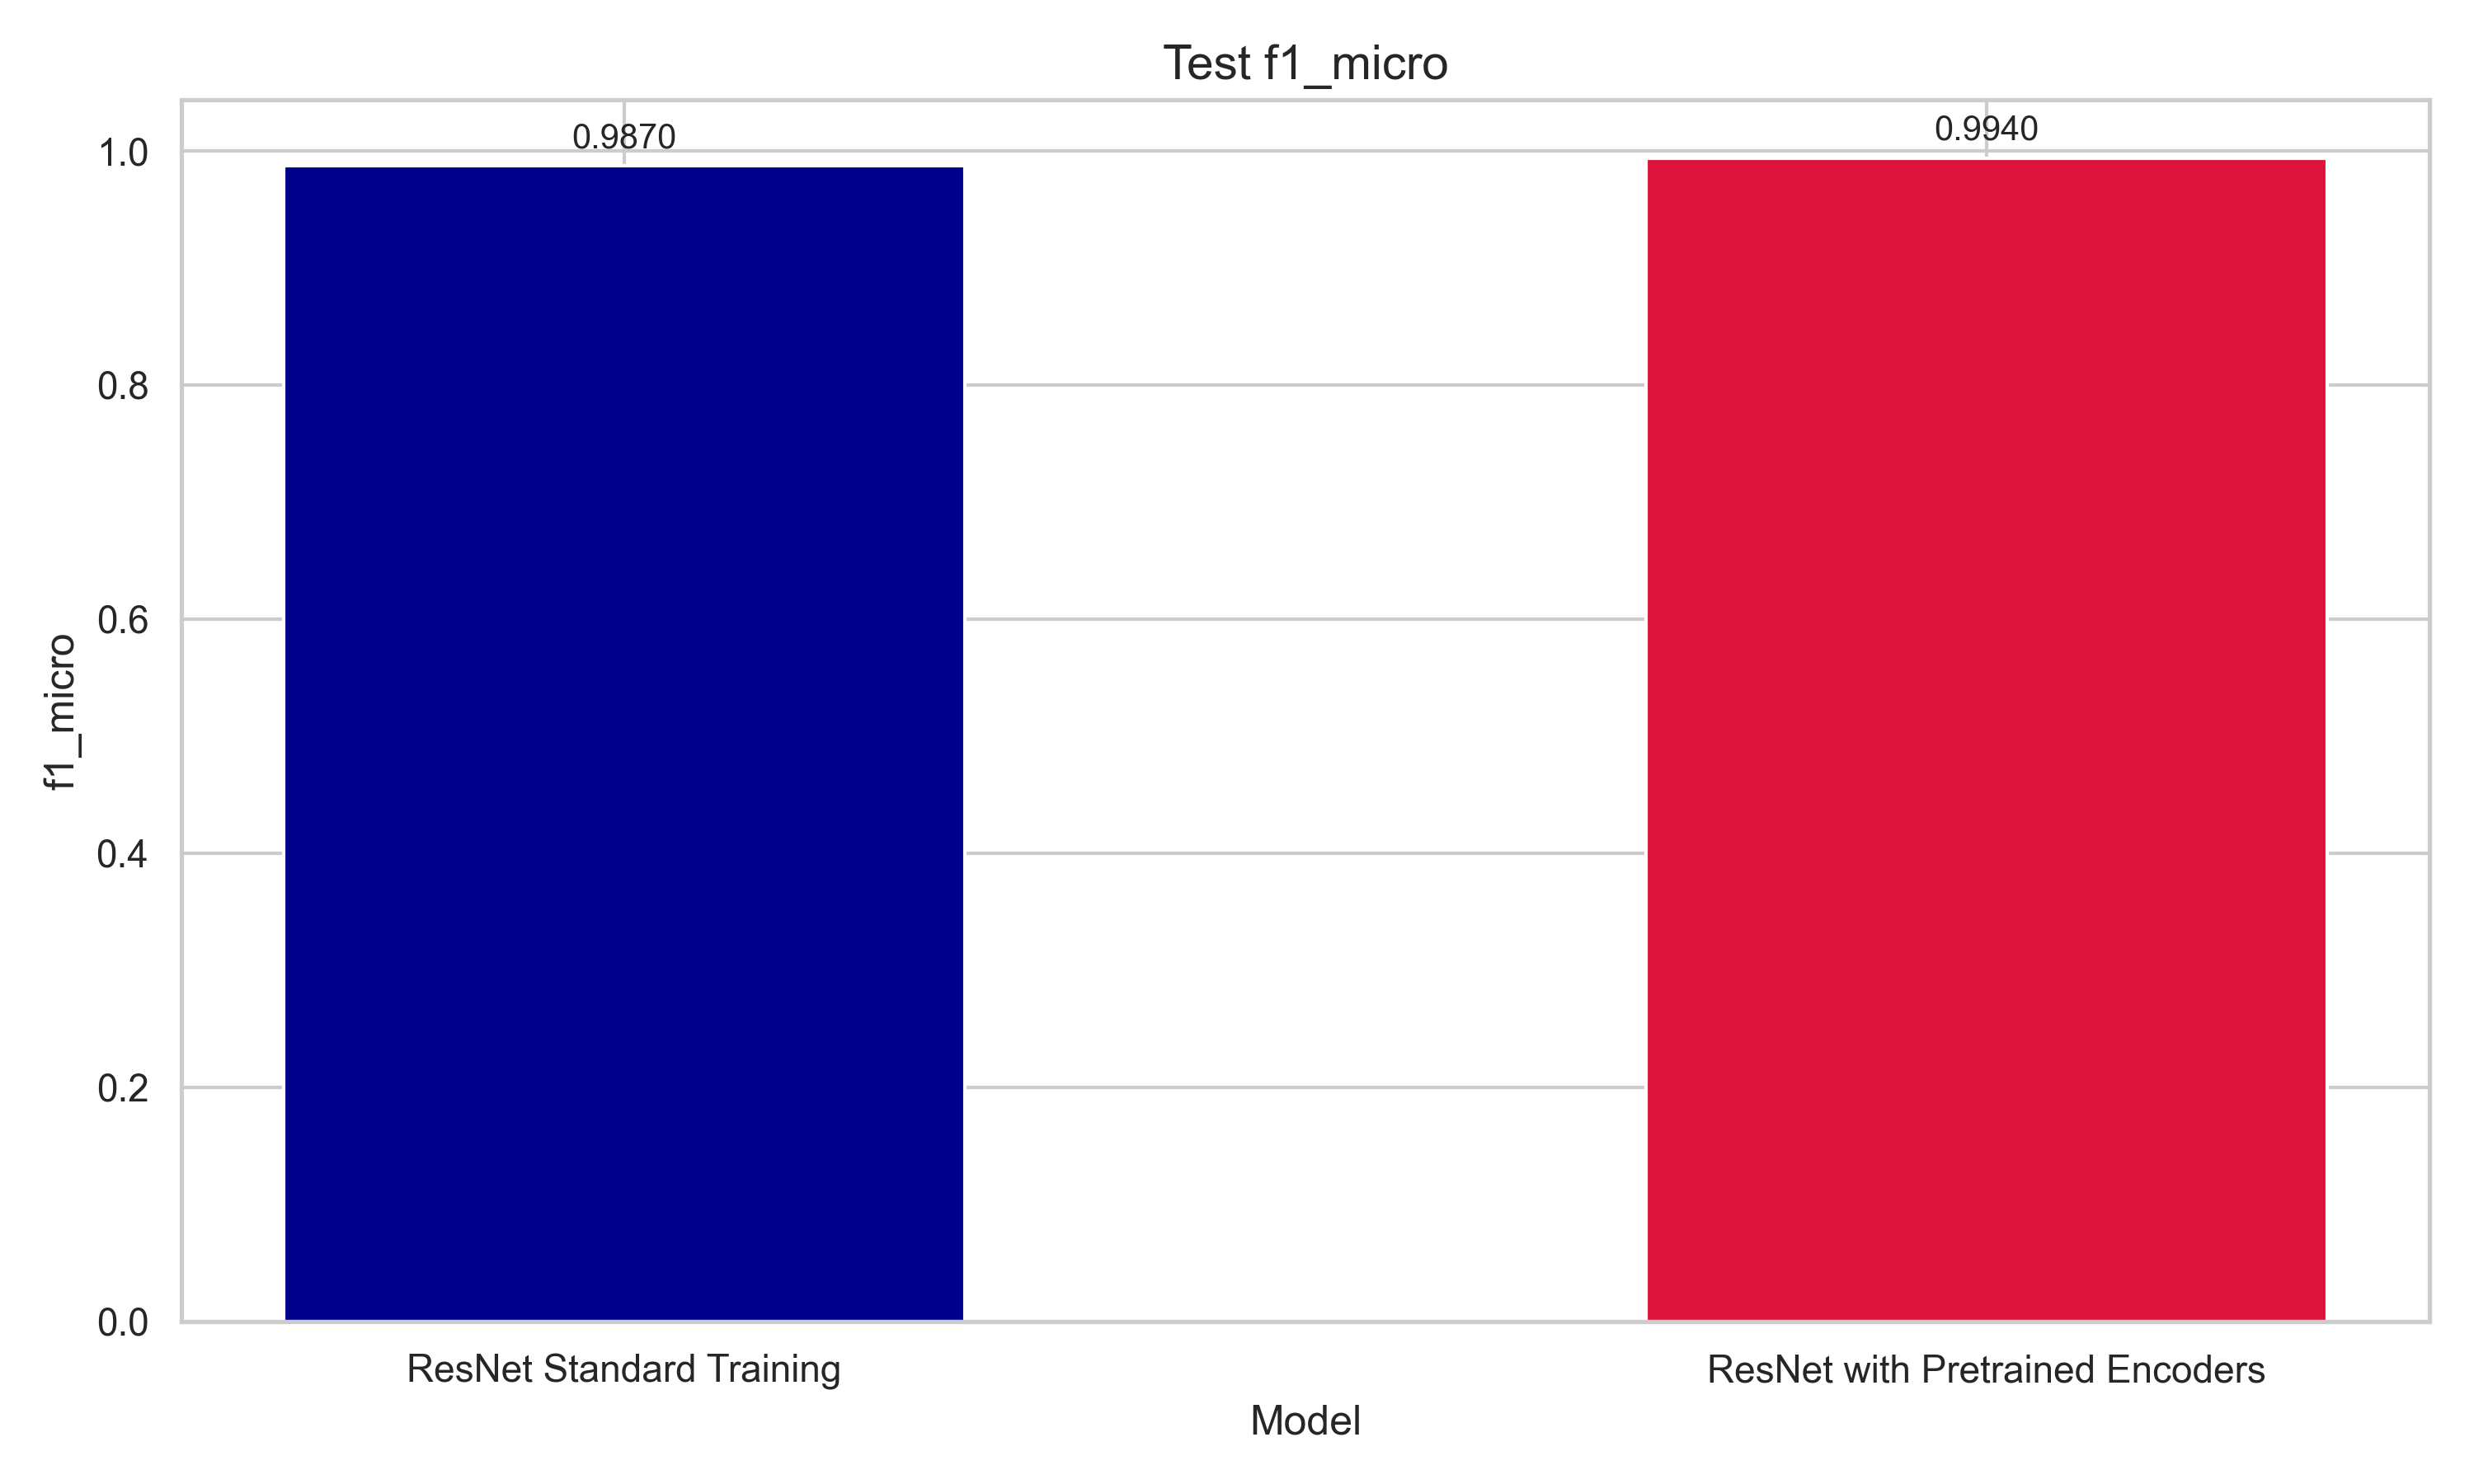 Test f1_micro
0.9870
0.9940
1.0
0.8
0.6
0.4
0.2
0.0
f1_micro
ResNet Standard Training
ResNet with Pretrained Encoders
Model